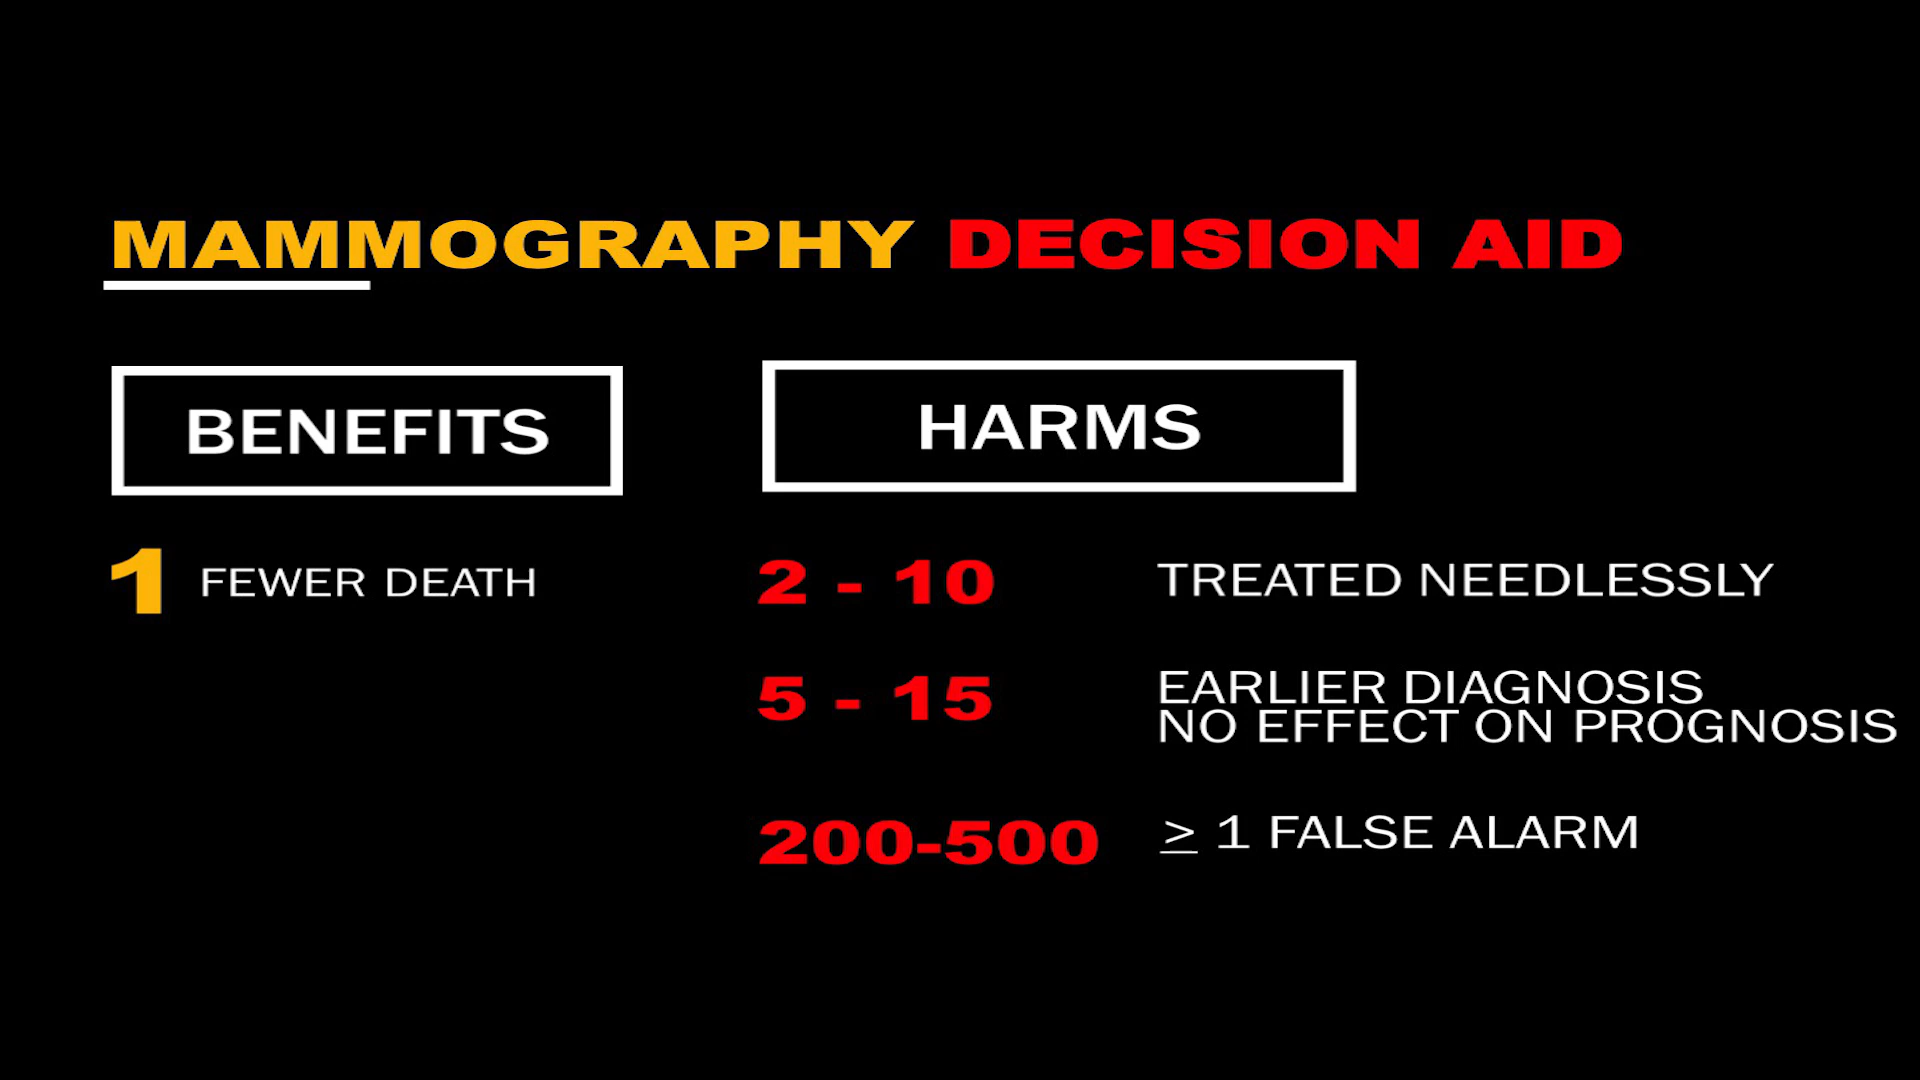 MAMMOGRAPHY DECISION AID
BENEFITS
1 FEWER DEATH
HARMS
2 - 10 TREATED NEEDLESSLY
5 - 15 EARLIER DIAGNOSIS
NO EFFECT ON PROGNOSIS
200-500 ≥ 1 FALSE ALARM